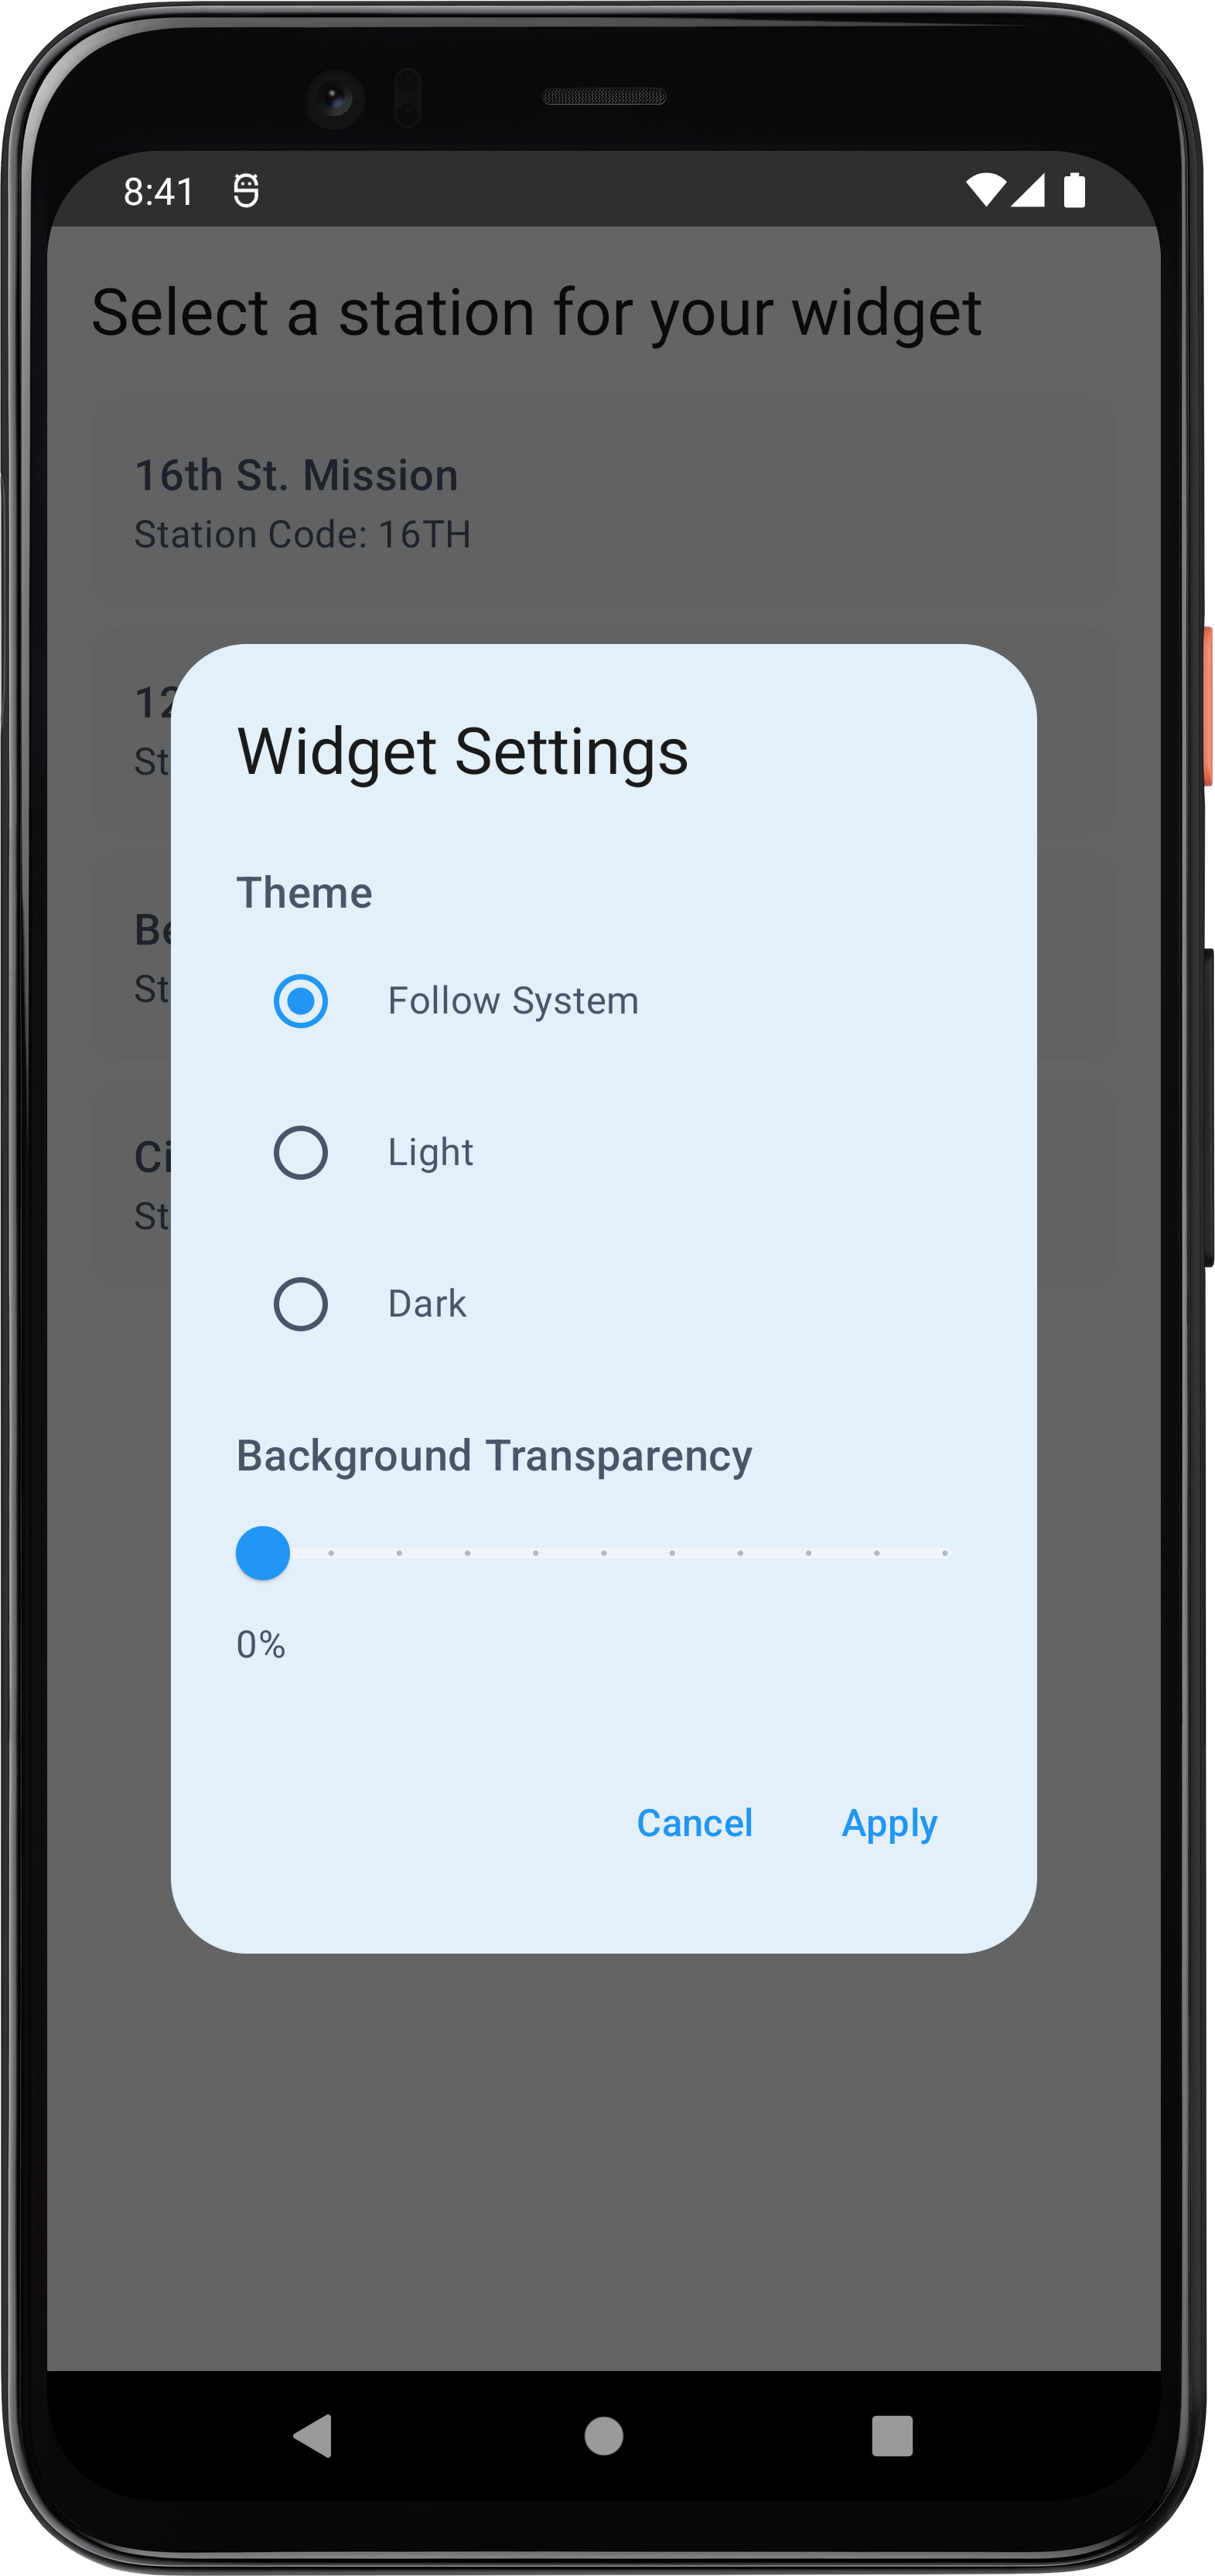 8:41
Select a station for your widget
16th St. Mission
Station Code: 16TH
12
St
Be
St
Ci
St
Widget Settings
Theme
Follow System
Light
Dark
Background Transparency
0%
Cancel
Apply